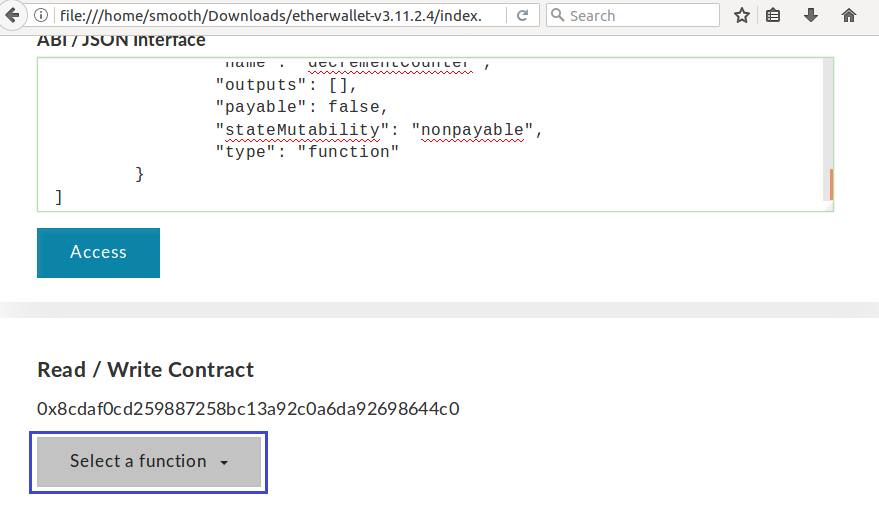 file:///home/smooth/Downloads/etherwallet-v3.11.2.4/index.
Search
ABI / JSON Interface
"name": "decrementCounter",
"outputs": [],
"payable": false,
"stateMutability": "nonpayable",
"type": "function"
}
]
Access
Read / Write Contract
0x8cdaf0cd259887258bc13a92c0a6da92698644c0
Select a function